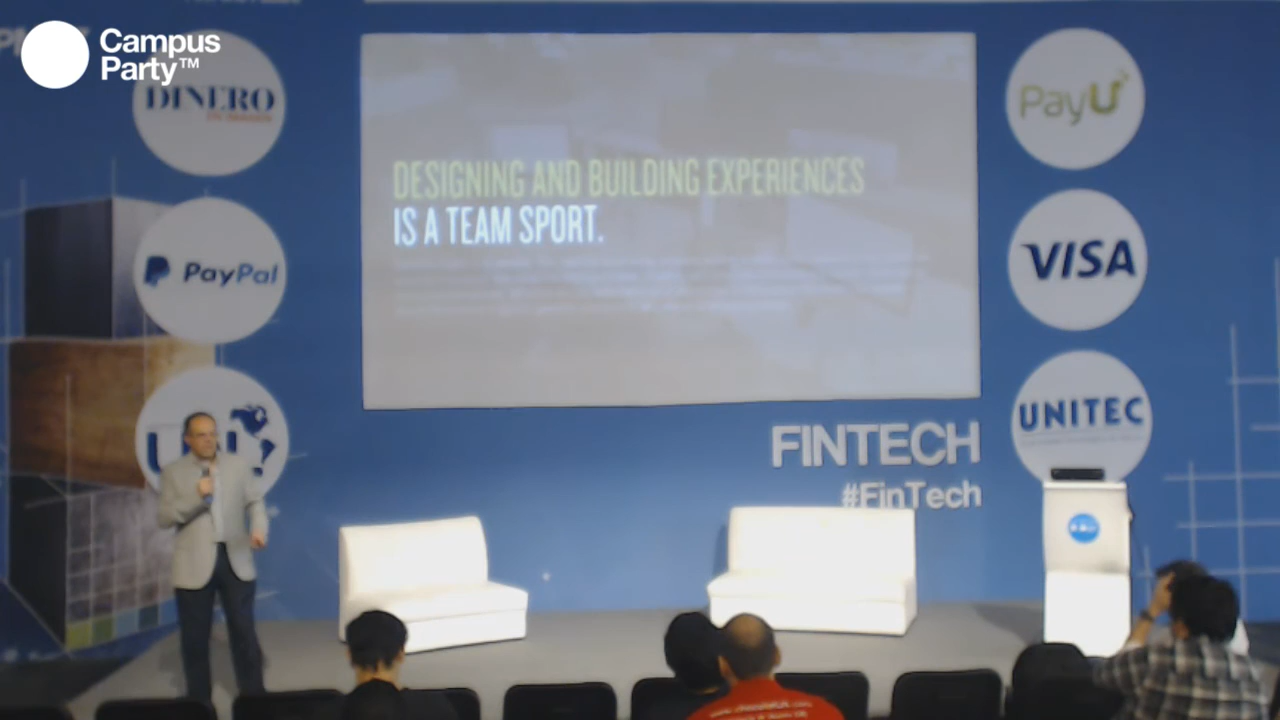 Campus
Party™
DINERO
PayPal
DESIGNING AND BUILDING EXPERIENCES
IS A TEAM SPORT.
PayU
VISA
UNITEC
FINTECH
#FinTech